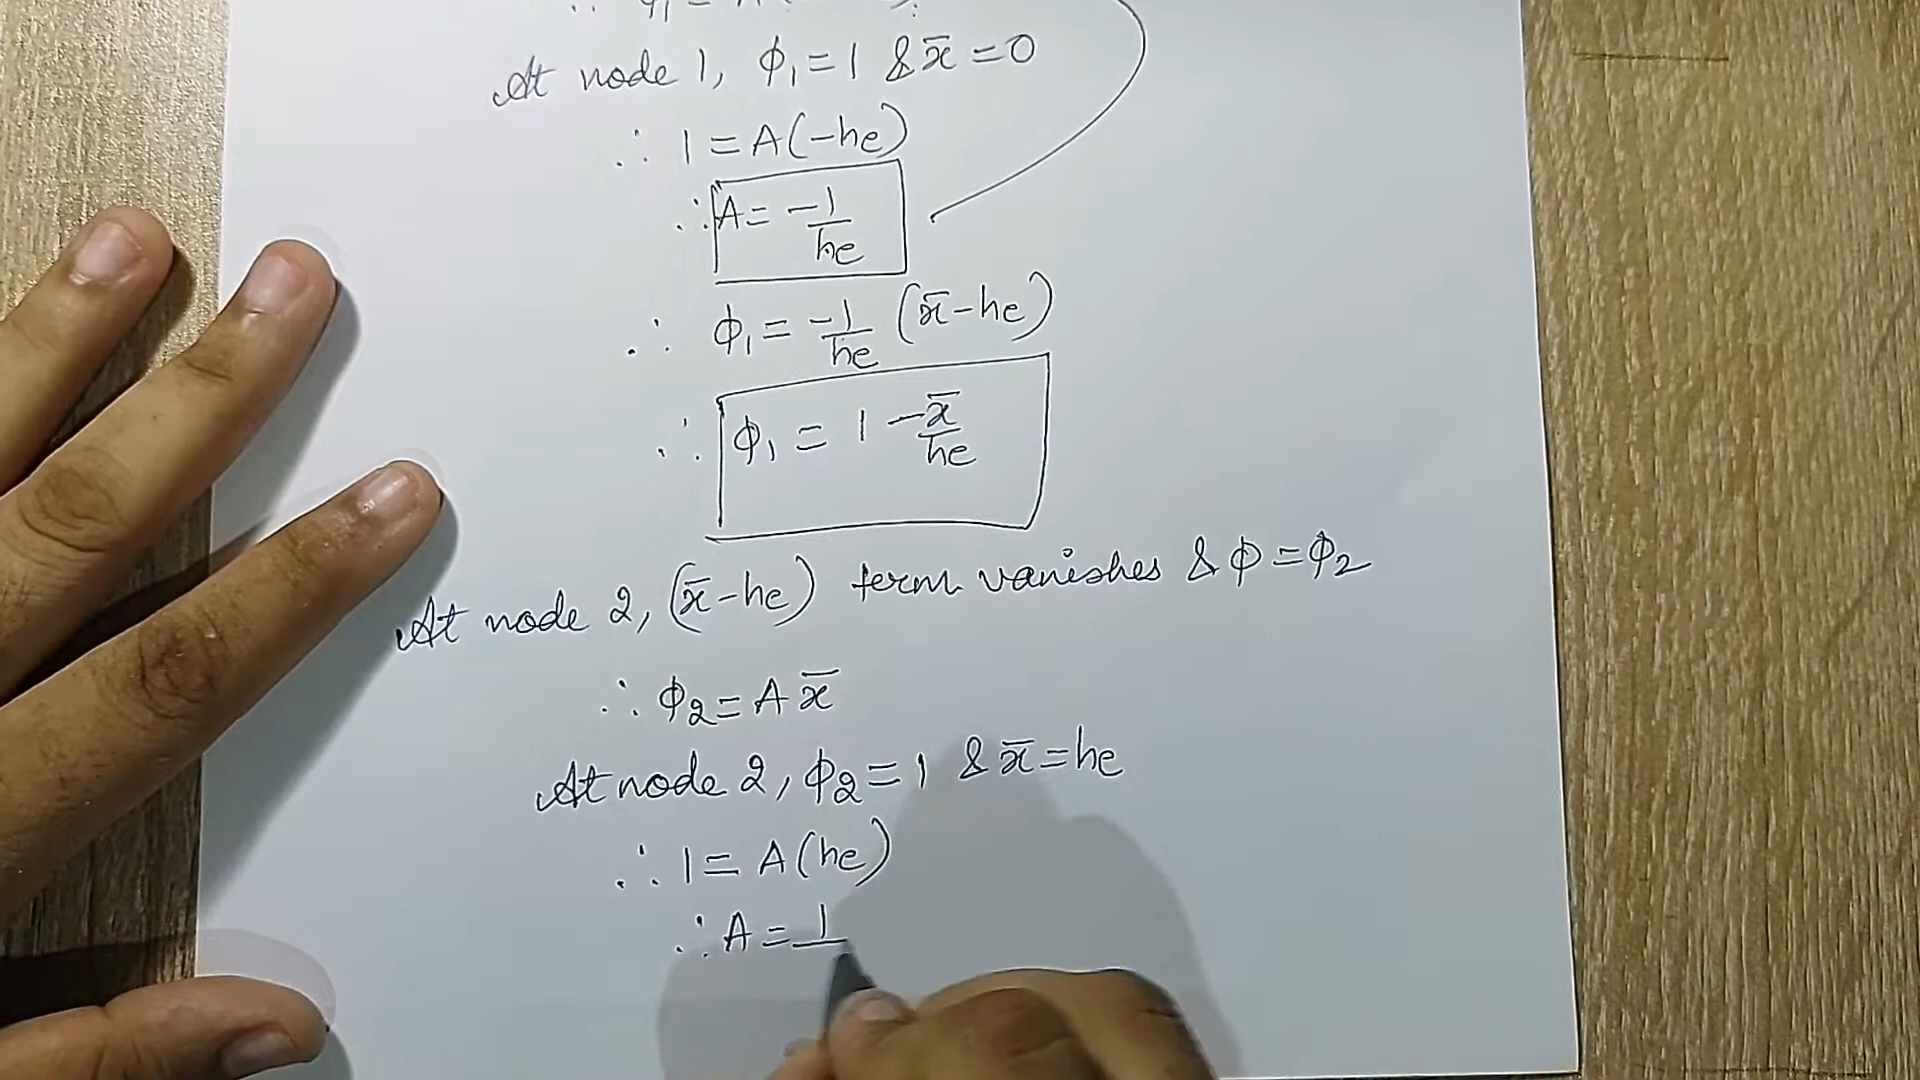 At node 1, ϕ₁ = 1 & x̄ = 0
∴ 1 = A(-he)
∴ A = -1/he
∴ ϕ₁ = -1/he (x̄ - he)
∴ ϕ₁ = 1 - x̄/he
At node 2, (x̄ - he) term vanishes & ϕ = ϕ₂
∴ ϕ₂ = A x̄
At node 2, ϕ₂ = 1 & x̄ = he
∴ 1 = A(he)
∴ A = 1/